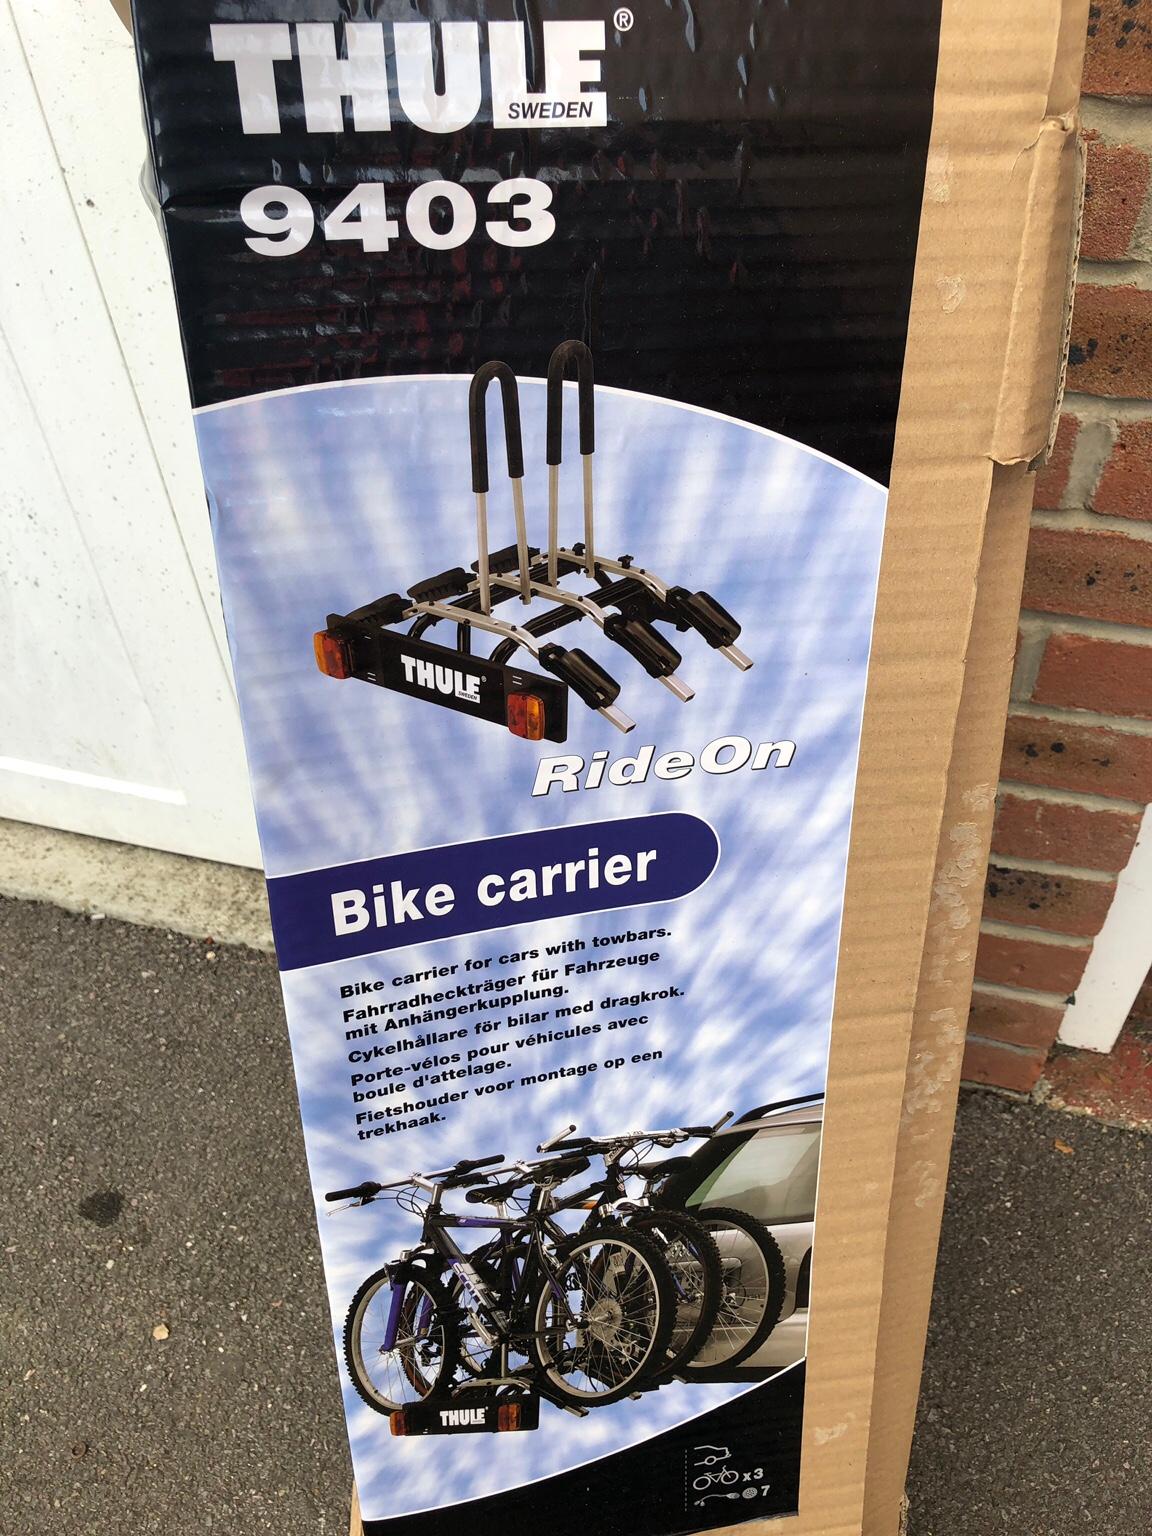 THULE®
SWEDEN
9403
THULE®
SWEDEN
RideOn
Bike carrier
Bike carrier for cars with towbars.
Fahrradheckträger für Fahrzeuge
mit Anhängerkupplung.
Cykelhållare för bilar med dragkrok.
Porte-vélos pour véhicules avec
boule d'attelage.
Fietshouder voor montage op een
trekhaak.
THULE
x3
7